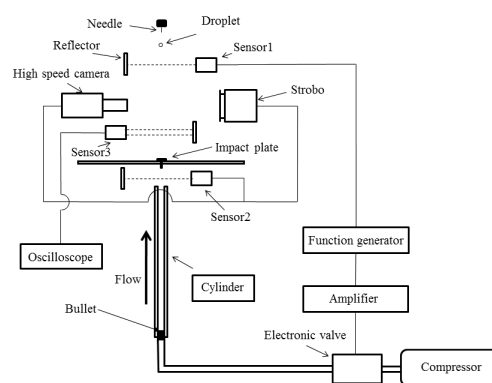 Needle
Droplet
Reflector
Sensor1
High speed camera
Strobo
Sensor3
Impact plate
Sensor2
Function generator
Oscilloscope
Flow
Cylinder
Amplifier
Bullet
Electronic valve
Compressor